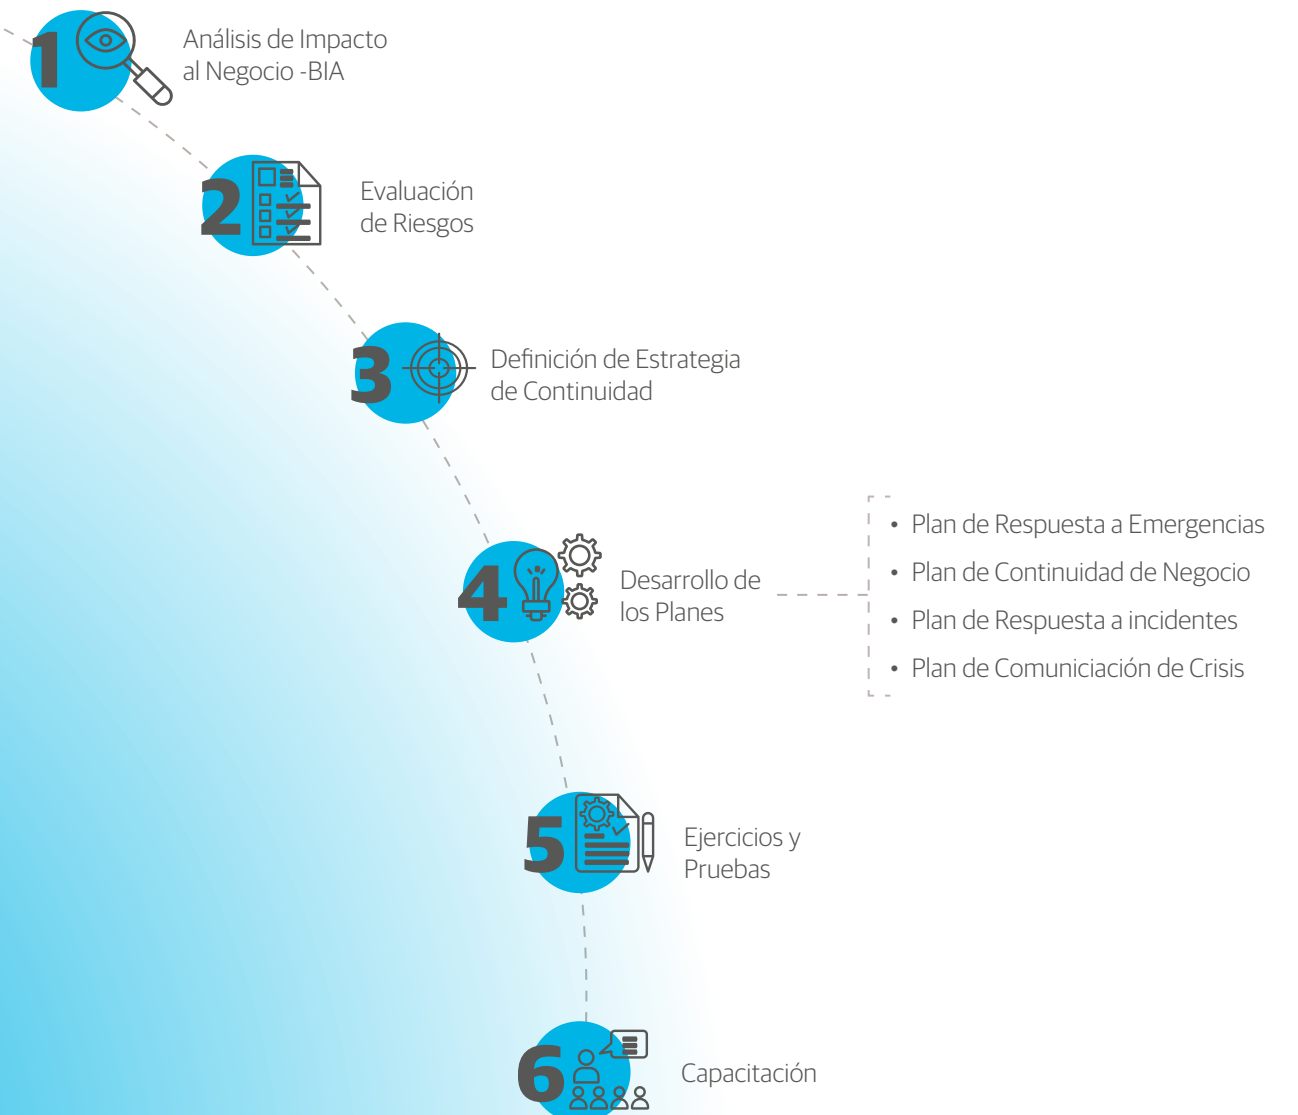 1
Análisis de Impacto
al Negocio -BIA
2
Evaluación
de Riesgos
3
Definición de Estrategia
de Continuidad
4
Desarrollo de
los Planes
• Plan de Respuesta a Emergencias
• Plan de Continuidad de Negocio
• Plan de Respuesta a incidentes
• Plan de Comuniciación de Crisis
5
Ejercicios y
Pruebas
6
Capacitación